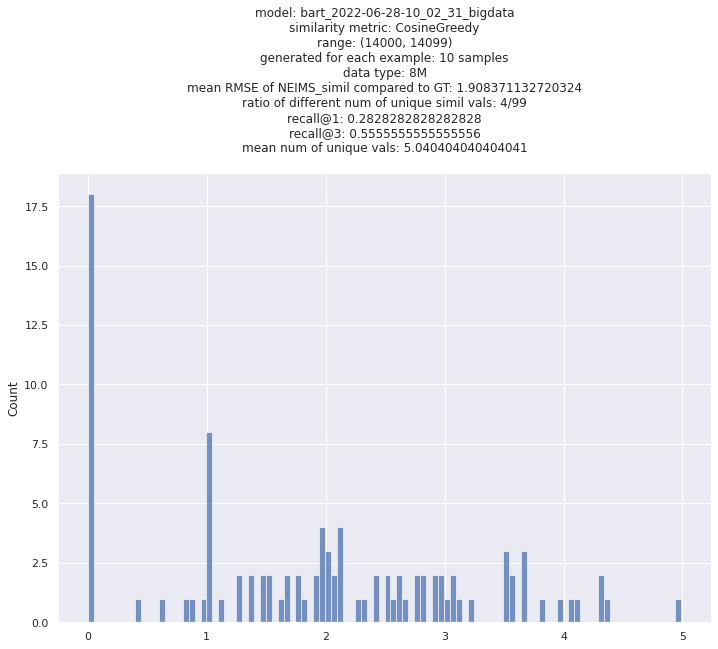 model: bart_2022-06-28-10_02_31_bigdata
similarity metric: CosineGreedy
range: (14000, 14099)
generated for each example: 10 samples
data type: 8M
mean RMSE of NEIMS_simil compared to GT: 1.908371132720324
ratio of different num of unique simil vals: 4/99
recall@1: 0.2828282828282828
recall@3: 0.5555555555555556
mean num of unique vals: 5.040404040404041
17.5
15.0
12.5
10.0
7.5
5.0
2.5
0.0
Count
0 1 2 3 4 5